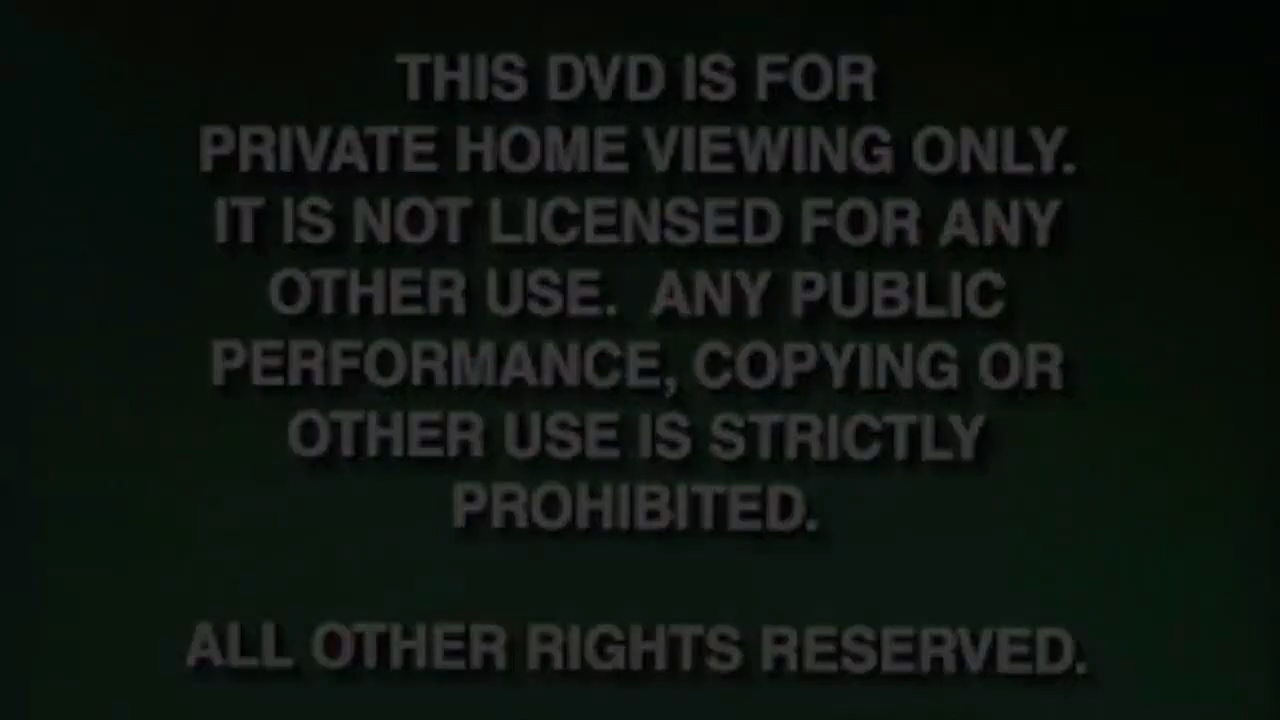 THIS DVD IS FOR
PRIVATE HOME VIEWING ONLY.
IT IS NOT LICENSED FOR ANY
OTHER USE.  ANY PUBLIC
PERFORMANCE, COPYING OR
OTHER USE IS STRICTLY
PROHIBITED.
ALL OTHER RIGHTS RESERVED.